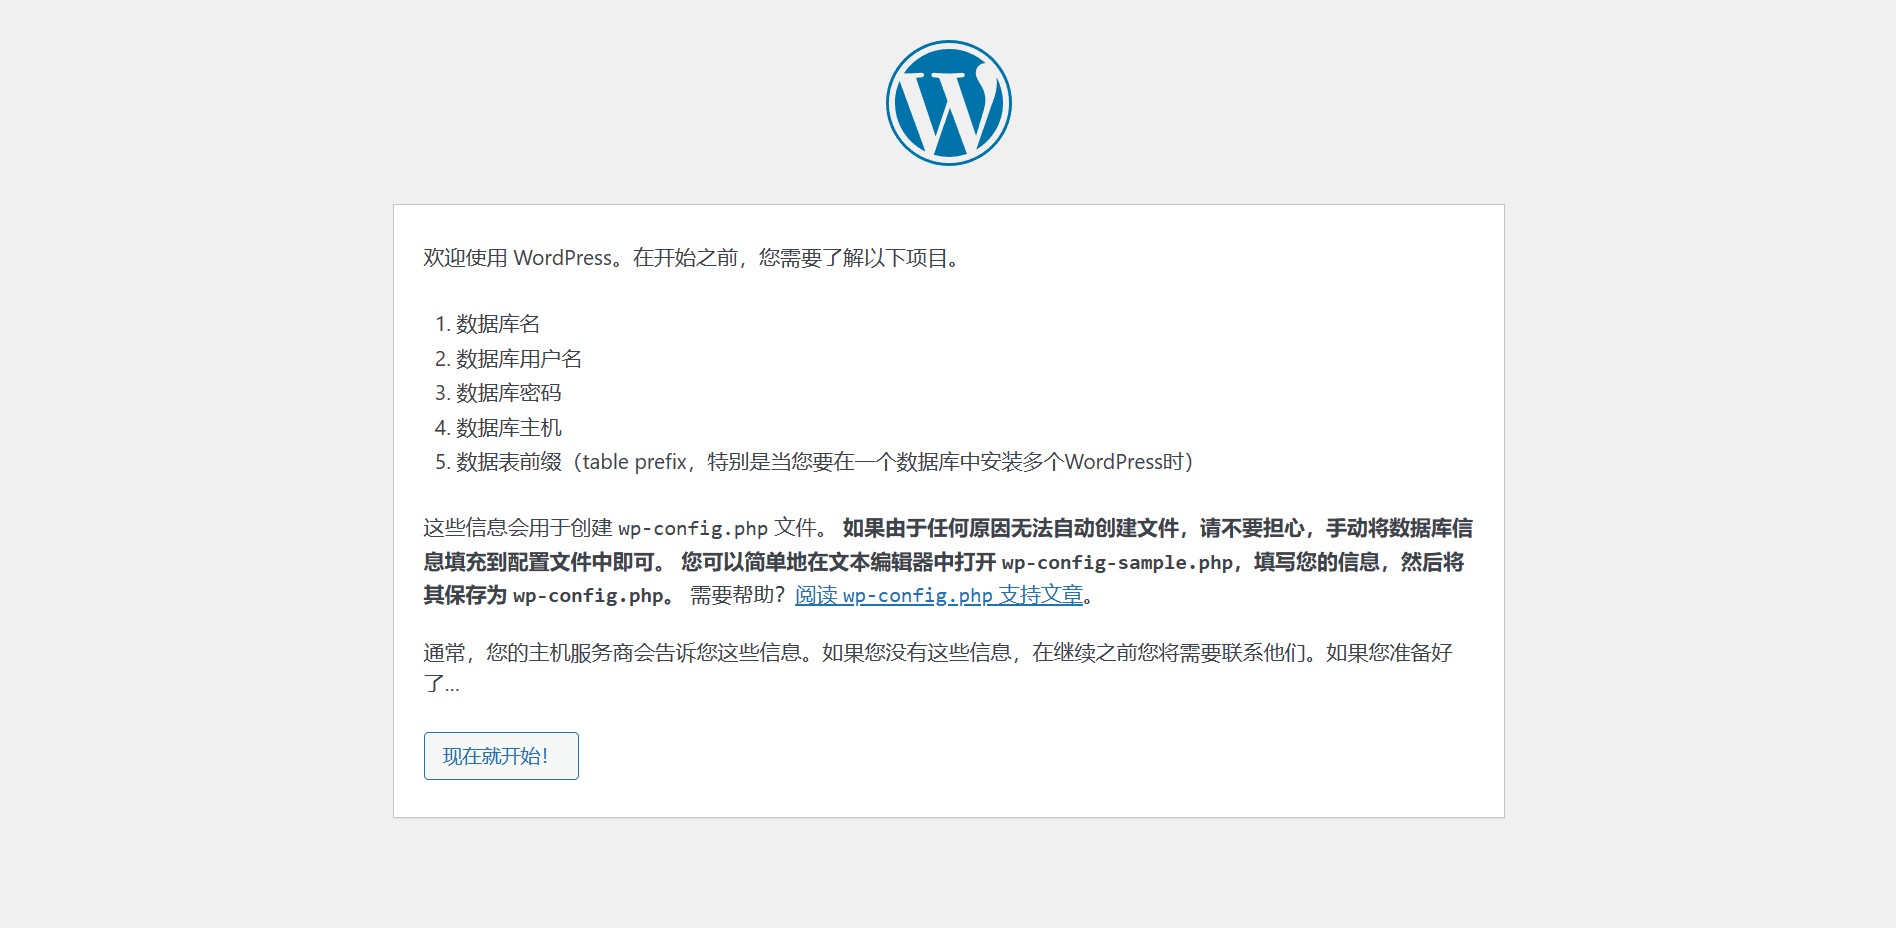 欢迎使用 WordPress。在开始之前，您需要了解以下项目。
1. 数据库名
2. 数据库用户名
3. 数据库密码
4. 数据库主机
5. 数据表前缀（table prefix，特别是当您要在一个数据库中安装多个WordPress时）
这些信息会用于创建 wp-config.php 文件。 如果由于任何原因无法自动创建文件，请不要担心，手动将数据库信
息填充到配置文件中即可。 您可以简单地在文本编辑器中打开 wp-config-sample.php，填写您的信息，然后将
其保存为 wp-config.php。 需要帮助？阅读 wp-config.php 支持文章。
通常，您的主机服务商会告诉您这些信息。如果您没有这些信息，在继续之前您将需要联系他们。如果您准备好
了...
现在就开始！